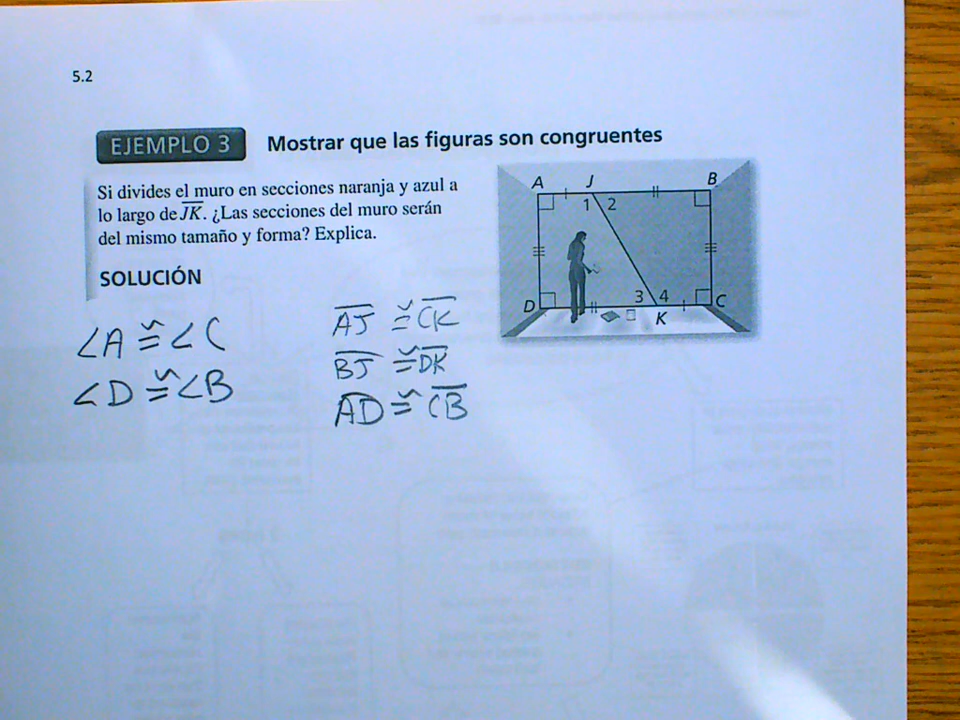 5.2
EJEMPLO 3 Mostrar que las figuras son congruentes
Si divides el muro en secciones naranja y azul a
lo largo de JK. ¿Las secciones del muro serán
del mismo tamaño y forma? Explica.
SOLUCIÓN
∠A ≅ ∠C
∠D ≅ ∠B
AJ ≅ CK
BJ ≅ DK
AD ≅ CB
A J B
1 2
3 4
D K C